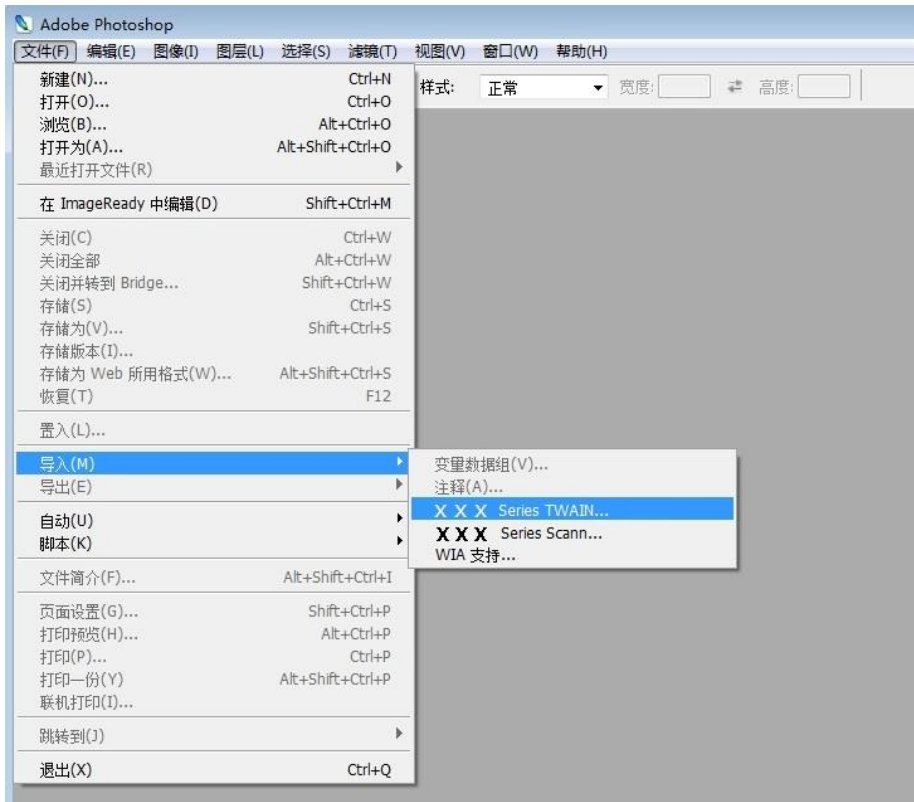 Adobe Photoshop
文件(F) 编辑(E) 图像(I) 图层(L) 选择(S) 滤镜(T) 视图(V) 窗口(W) 帮助(H)
样式: 正常 宽度: 高度:
新建(N)... Ctrl+N
打开(O)... Ctrl+O
浏览(B)... Alt+Ctrl+O
打开为(A)... Alt+Shift+Ctrl+O
最近打开文件(R)
在 ImageReady 中编辑(D) Shift+Ctrl+M
关闭(C) Ctrl+W
关闭全部 Alt+Ctrl+W
关闭并转到 Bridge... Shift+Ctrl+W
存储(S) Ctrl+S
存储为(V)... Shift+Ctrl+S
存储版本(I)...
存储为 Web 所用格式(W)... Alt+Shift+Ctrl+S
恢复(T) F12
置入(L)...
导入(M)
导出(E)
自动(U)
脚本(K)
文件简介(F)... Alt+Shift+Ctrl+I
页面设置(G)... Shift+Ctrl+P
打印预览(H)... Alt+Ctrl+P
打印(P)... Ctrl+P
打印一份(Y) Alt+Shift+Ctrl+P
联机打印(I)...
跳转到(J)
退出(X) Ctrl+Q
变量数据组(V)...
注释(A)...
X X X Series TWAIN...
X X X Series Scann...
WIA 支持...